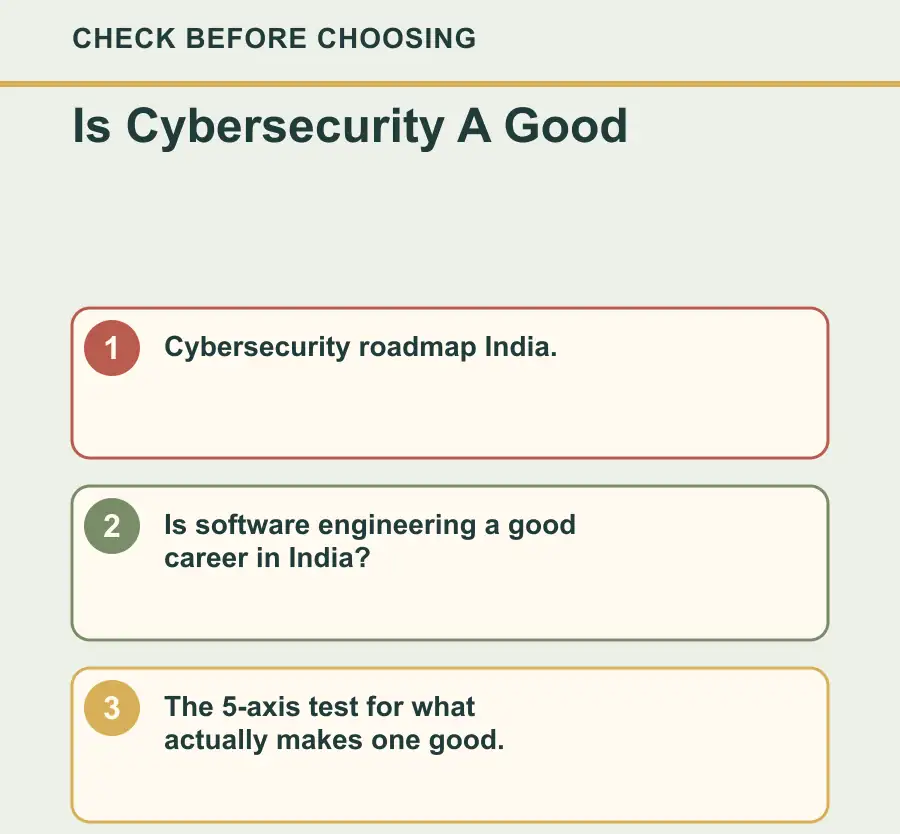 CHECK BEFORE CHOOSING
Is Cybersecurity A Good
1
Cybersecurity roadmap India.
2
Is software engineering a good
career in India?
3
The 5-axis test for what
actually makes one good.